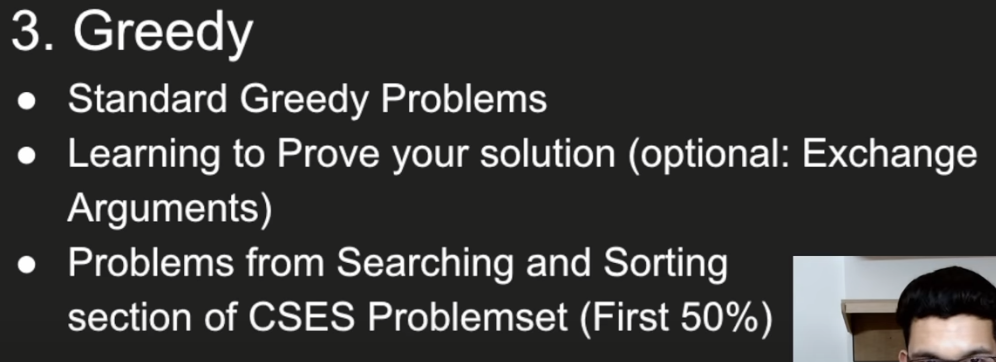 3. Greedy
● Standard Greedy Problems
● Learning to Prove your solution (optional: Exchange
Arguments)
● Problems from Searching and Sorting
section of CSES Problemset (First 50%)